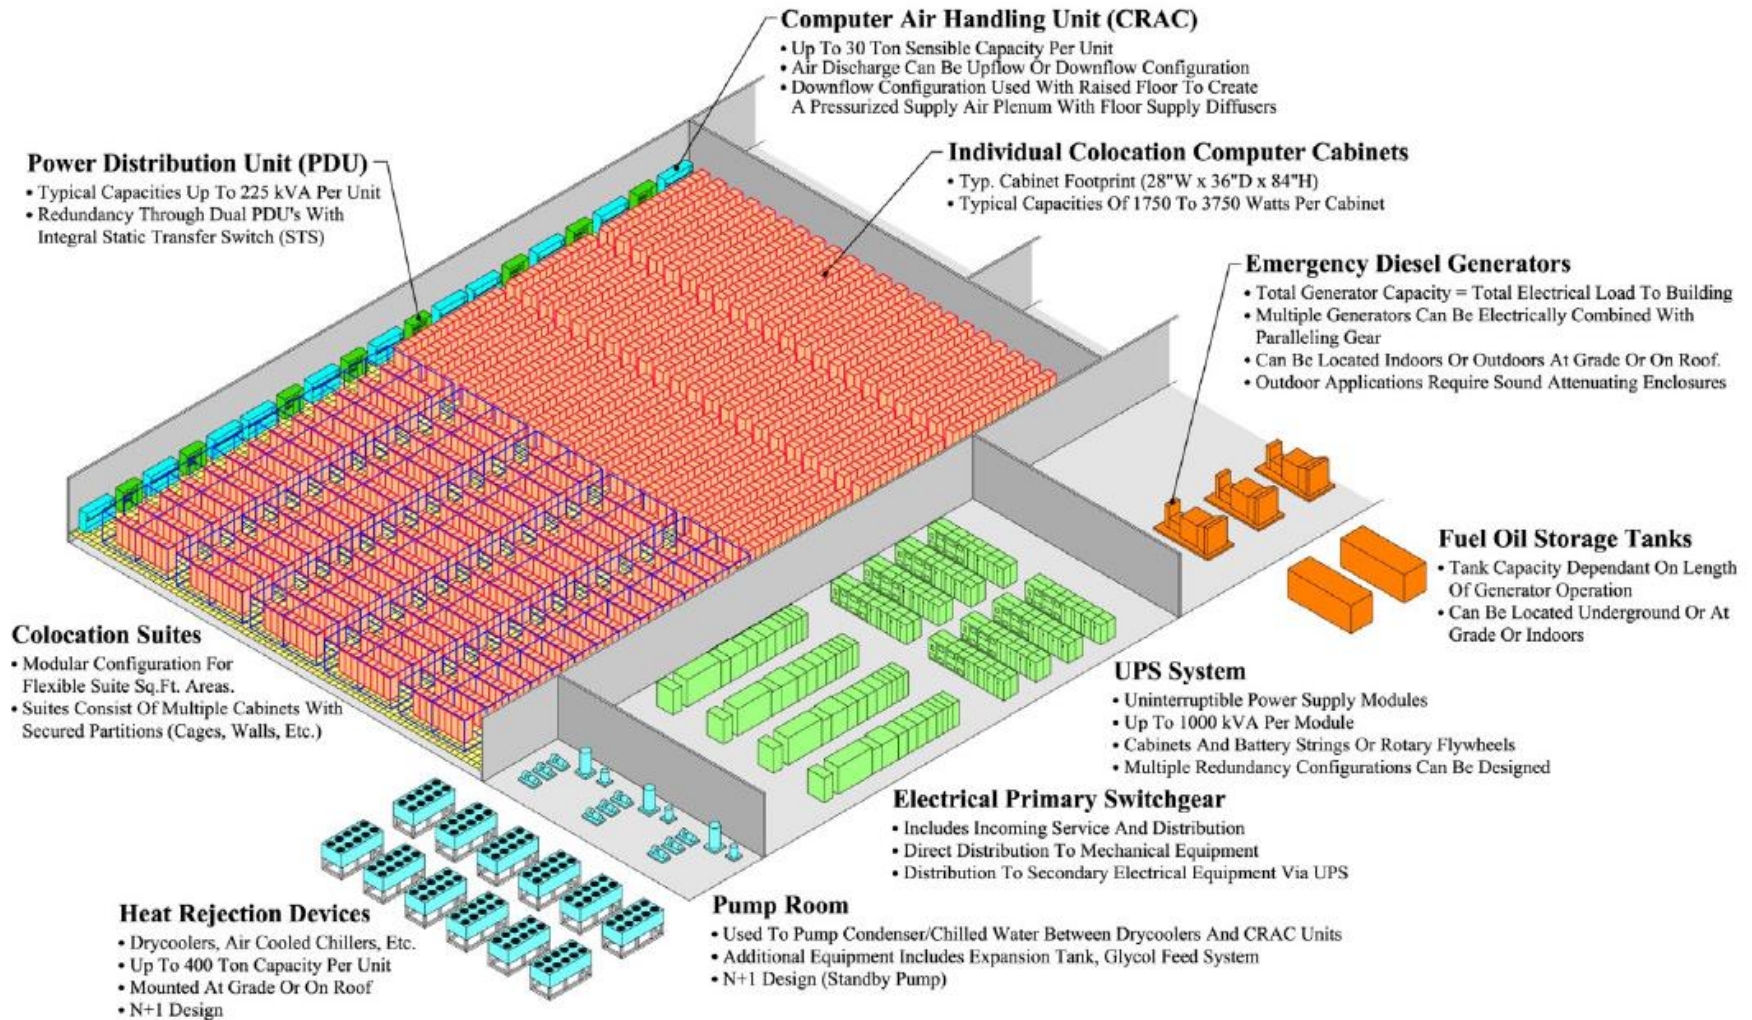 Computer Air Handling Unit (CRAC)
• Up To 30 Ton Sensible Capacity Per Unit
• Air Discharge Can Be Upflow Or Downflow Configuration
• Downflow Configuration Used With Raised Floor To Create
A Pressurized Supply Air Plenum With Floor Supply Diffusers
Power Distribution Unit (PDU)
• Typical Capacities Up To 225 kVA Per Unit
• Redundancy Through Dual PDU's With
Integral Static Transfer Switch (STS)
Individual Colocation Computer Cabinets
• Typ. Cabinet Footprint (28"W x 36"D x 84"H)
• Typical Capacities Of 1750 To 3750 Watts Per Cabinet
Emergency Diesel Generators
• Total Generator Capacity = Total Electrical Load To Building
• Multiple Generators Can Be Electrically Combined With
Paralleling Gear
• Can Be Located Indoors Or Outdoors At Grade Or On Roof.
• Outdoor Applications Require Sound Attenuating Enclosures
Fuel Oil Storage Tanks
• Tank Capacity Dependant On Length
Of Generator Operation
• Can Be Located Underground Or At
Grade Or Indoors
Colocation Suites
• Modular Configuration For
Flexible Suite Sq.Ft. Areas.
• Suites Consist Of Multiple Cabinets With
Secured Partitions (Cages, Walls, Etc.)
UPS System
• Uninterruptible Power Supply Modules
• Up To 1000 kVA Per Module
• Cabinets And Battery Strings Or Rotary Flywheels
• Multiple Redundancy Configurations Can Be Designed
Electrical Primary Switchgear
• Includes Incoming Service And Distribution
• Direct Distribution To Mechanical Equipment
• Distribution To Secondary Electrical Equipment Via UPS
Pump Room
• Used To Pump Condenser/Chilled Water Between Drycoolers And CRAC Units
• Additional Equipment Includes Expansion Tank, Glycol Feed System
• N+1 Design (Standby Pump)
Heat Rejection Devices
• Drycoolers, Air Cooled Chillers, Etc.
• Up To 400 Ton Capacity Per Unit
• Mounted At Grade Or On Roof
• N+1 Design